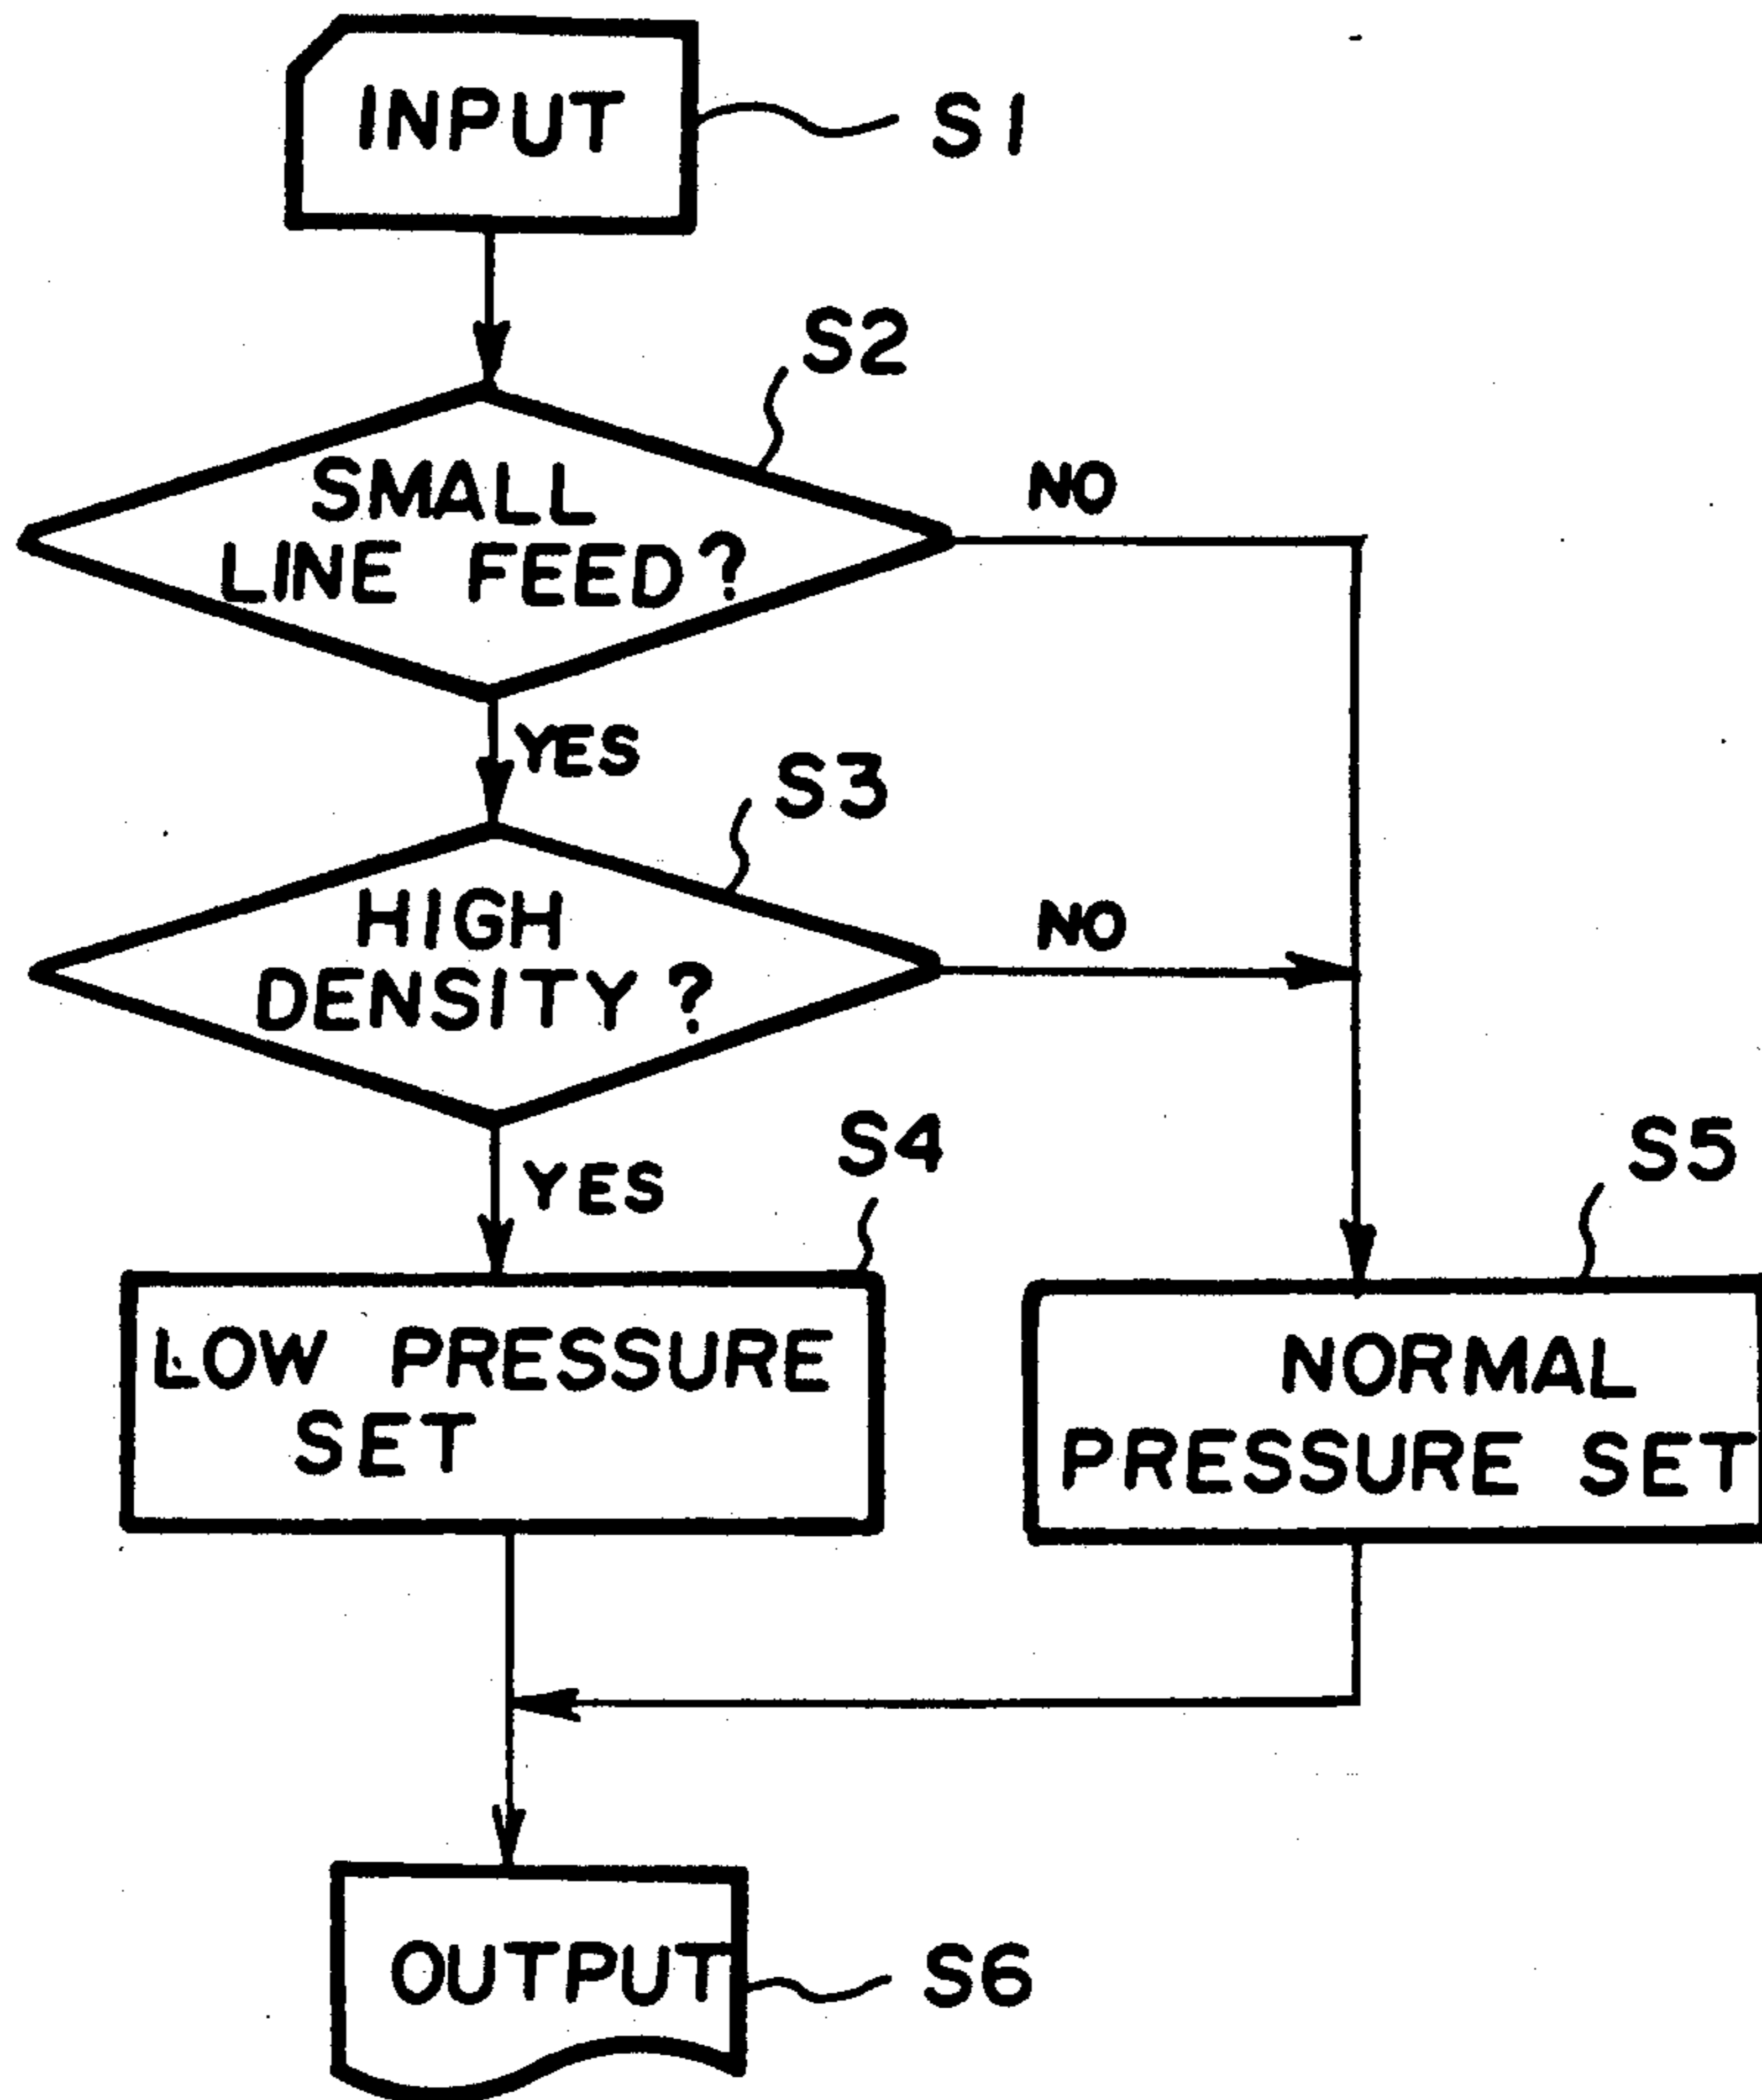 INPUT
S1
S2
SMALL
LINE FEED?
NO
YES
S3
HIGH
DENSITY?
NO
YES
S4
S5
LOW PRESSURE
SET
NORMAL
PRESSURE SET
OUTPUT
S6